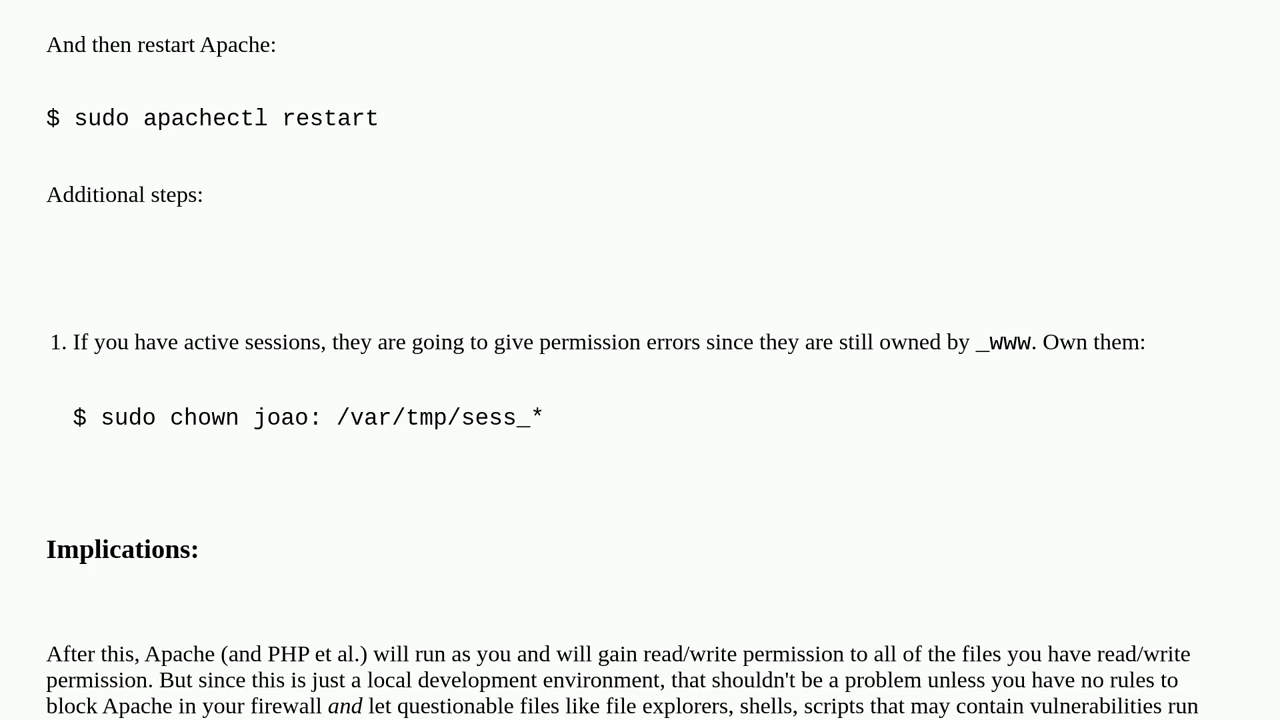 And then restart Apache:
$ sudo apachectl restart
Additional steps:
1. If you have active sessions, they are going to give permission errors since they are still owned by _www. Own them:
$ sudo chown joao: /var/tmp/sess_*
Implications:
After this, Apache (and PHP et al.) will run as you and will gain read/write permission to all of the files you have read/write
permission. But since this is just a local development environment, that shouldn't be a problem unless you have no rules to
block Apache in your firewall and let questionable files like file explorers, shells, scripts that may contain vulnerabilities run